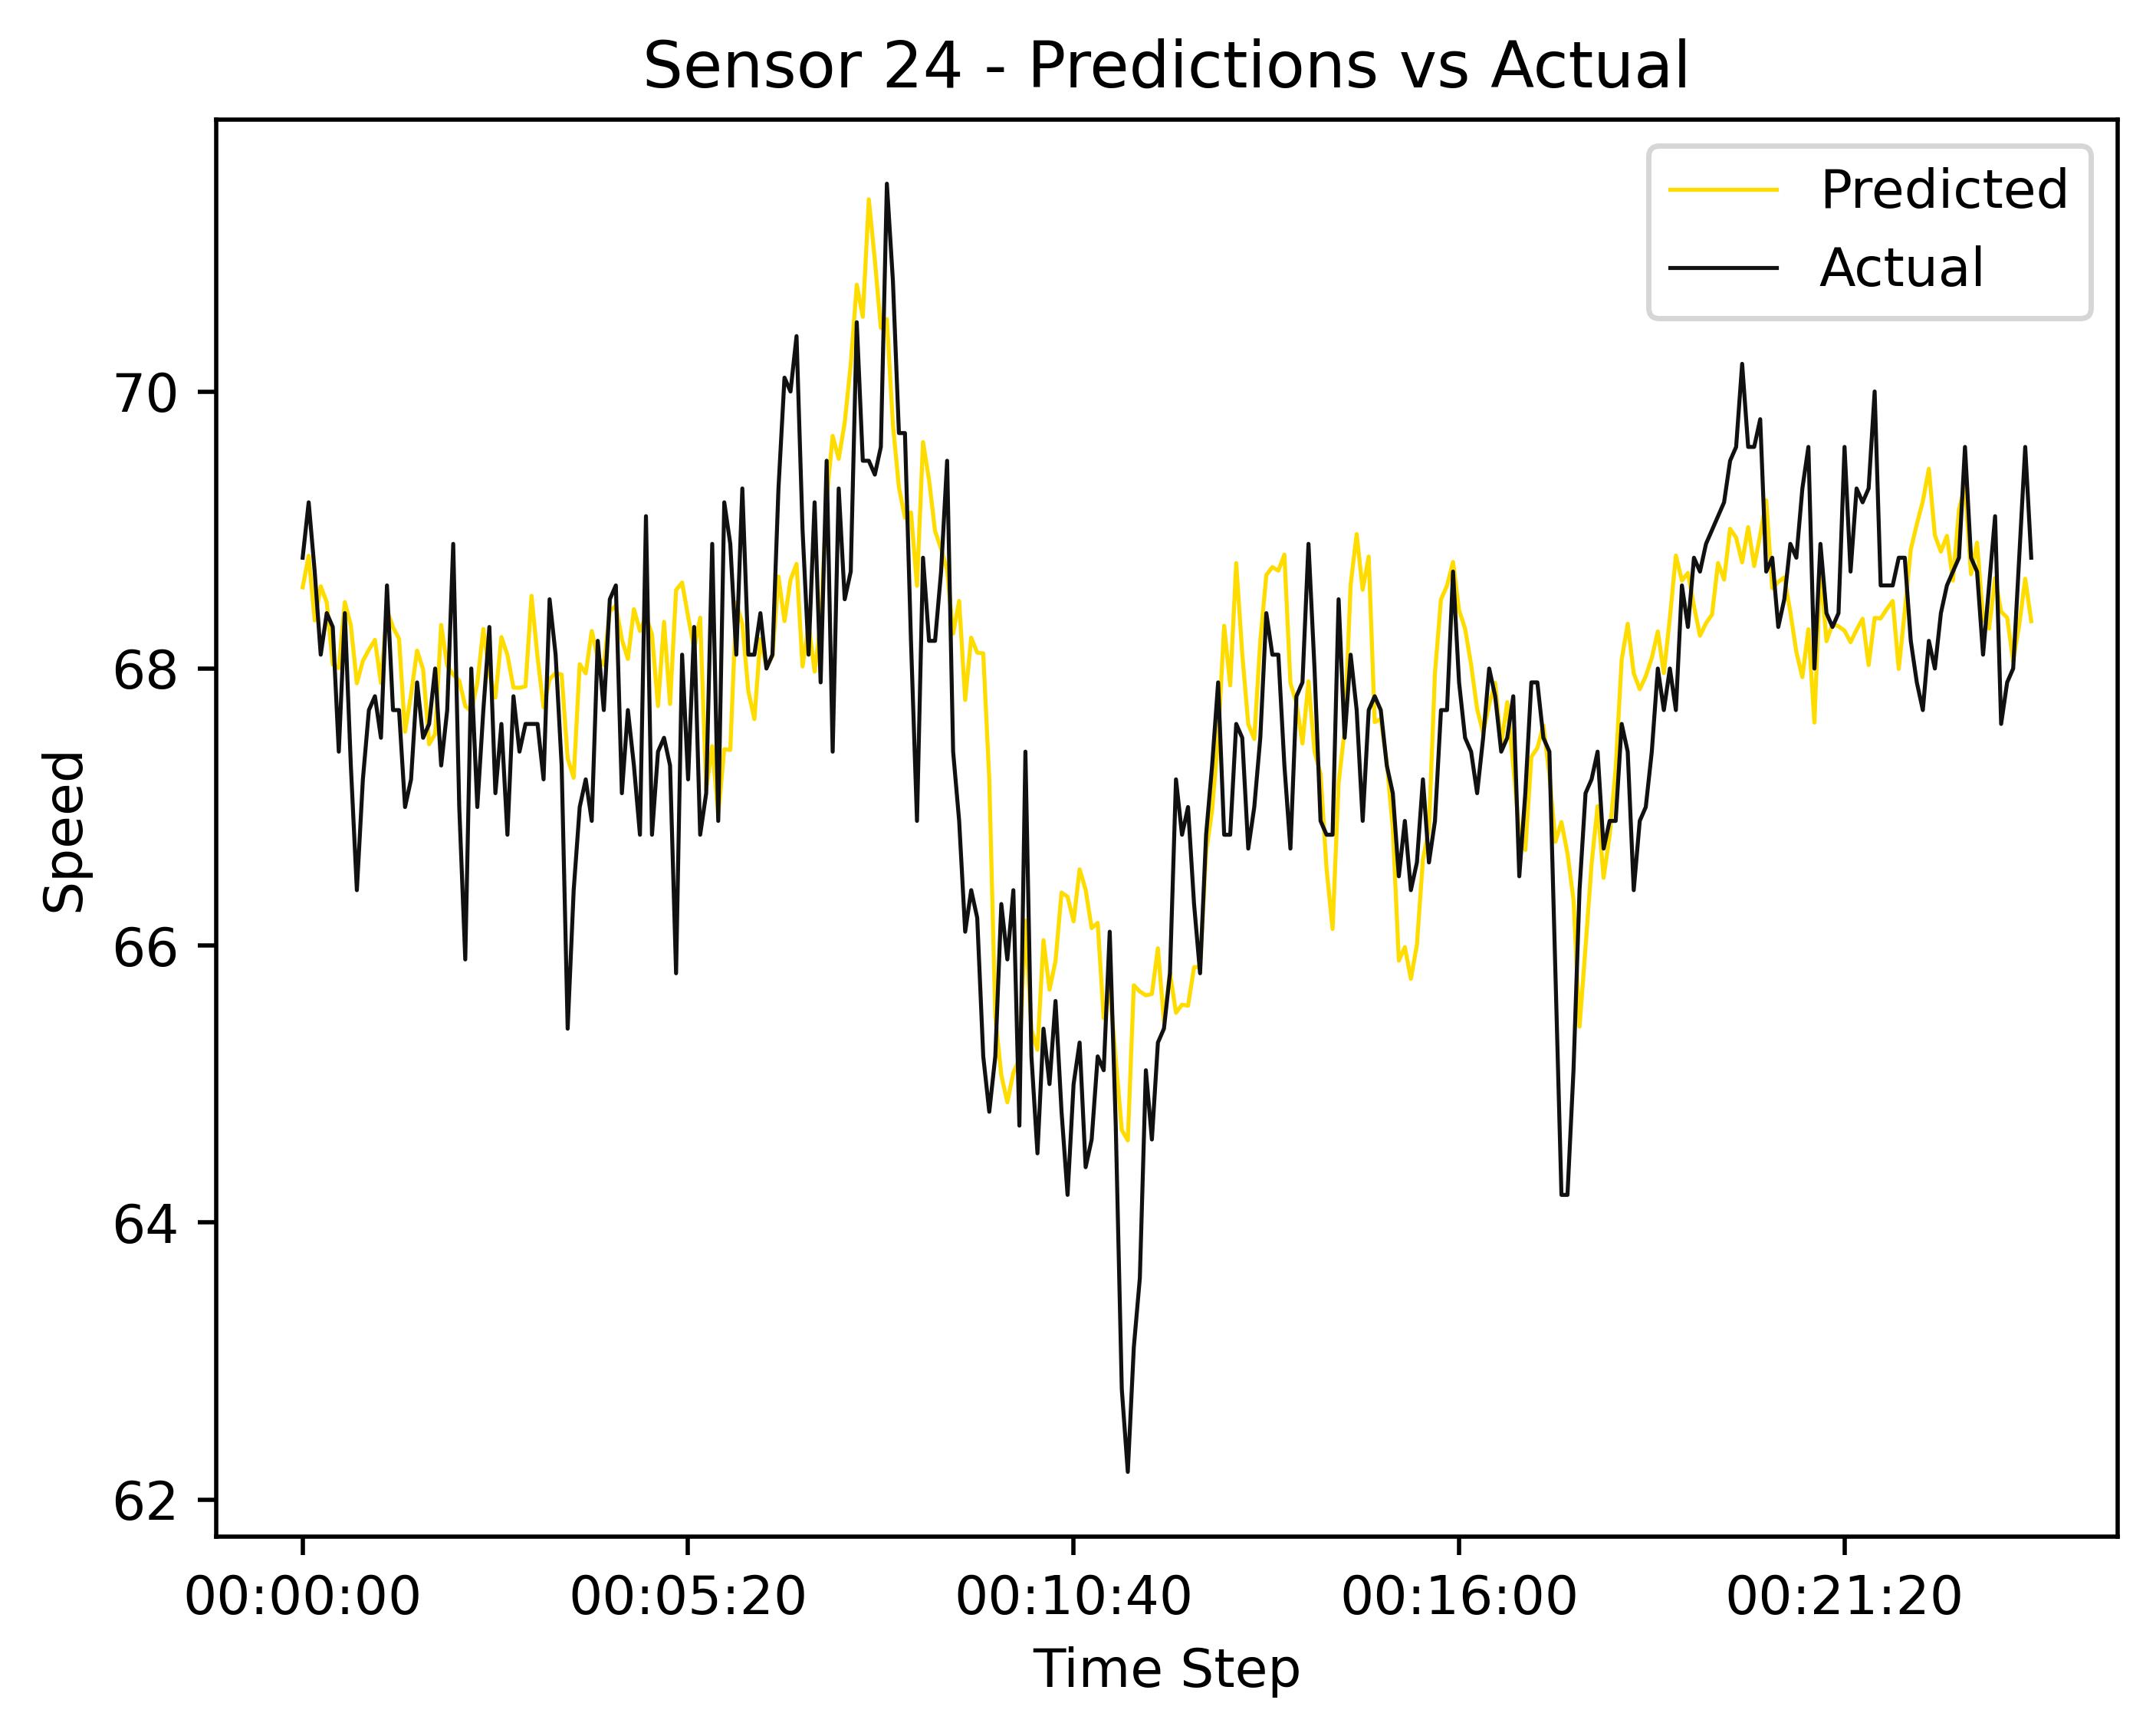 Sensor 24 - Predictions vs Actual
Predicted
Actual
70
68
66
64
62
Speed
00:00:00 00:05:20 00:10:40 00:16:00 00:21:20
Time Step